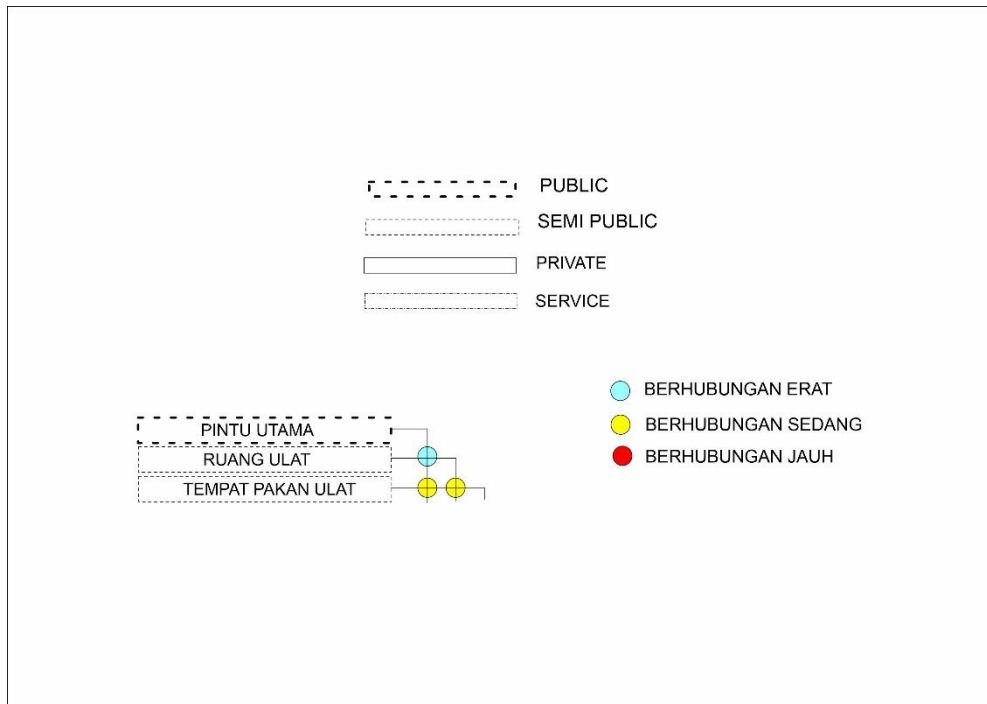 PUBLIC
SEMI PUBLIC
PRIVATE
SERVICE
BERHUBUNGAN ERAT
BERHUBUNGAN SEDANG
BERHUBUNGAN JAUH
PINTU UTAMA
RUANG ULAT
TEMPAT PAKAN ULAT